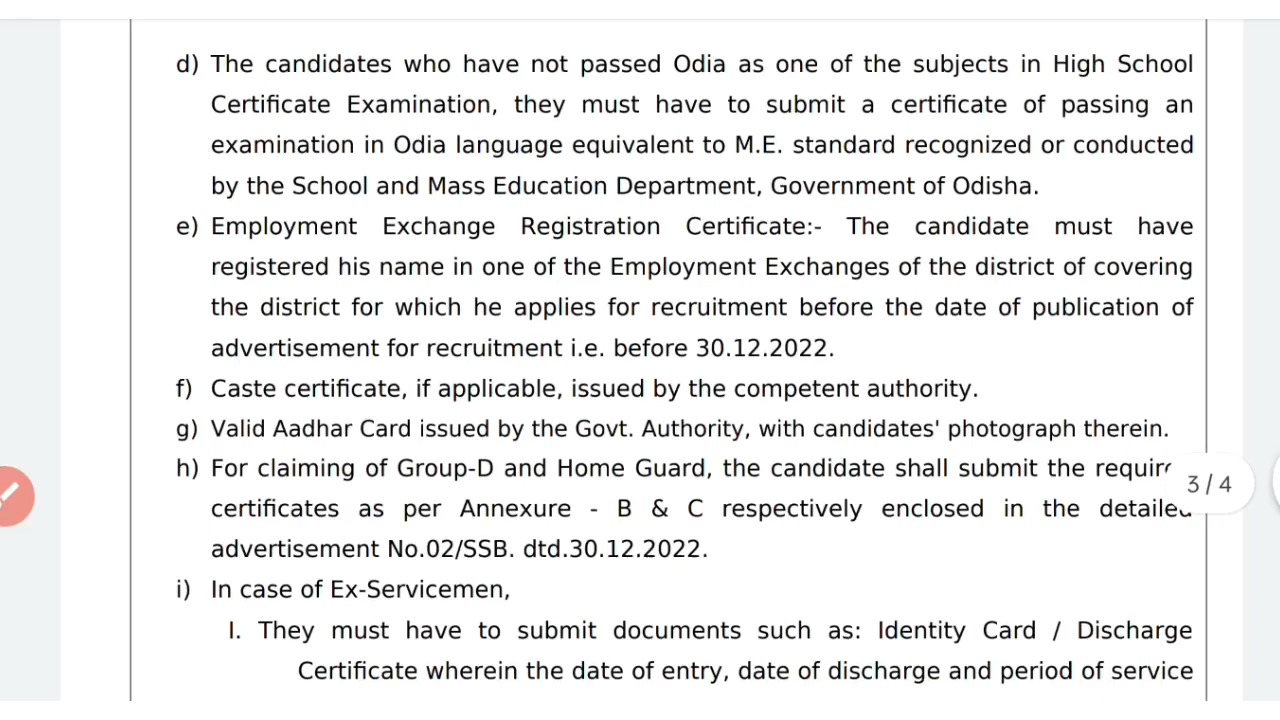 d) The candidates who have not passed Odia as one of the subjects in High School
Certificate Examination, they must have to submit a certificate of passing an
examination in Odia language equivalent to M.E. standard recognized or conducted
by the School and Mass Education Department, Government of Odisha.
e) Employment Exchange Registration Certificate:- The candidate must have
registered his name in one of the Employment Exchanges of the district of covering
the district for which he applies for recruitment before the date of publication of
advertisement for recruitment i.e. before 30.12.2022.
f) Caste certificate, if applicable, issued by the competent authority.
g) Valid Aadhar Card issued by the Govt. Authority, with candidates' photograph therein.
h) For claiming of Group-D and Home Guard, the candidate shall submit the
3 / 4
certificates as per Annexure - B & C respectively enclosed in the detailed
advertisement No.02/SSB. dtd.30.12.2022.
i) In case of Ex-Servicemen,
I. They must have to submit documents such as: Identity Card / Discharge
Certificate wherein the date of entry, date of discharge and period of service